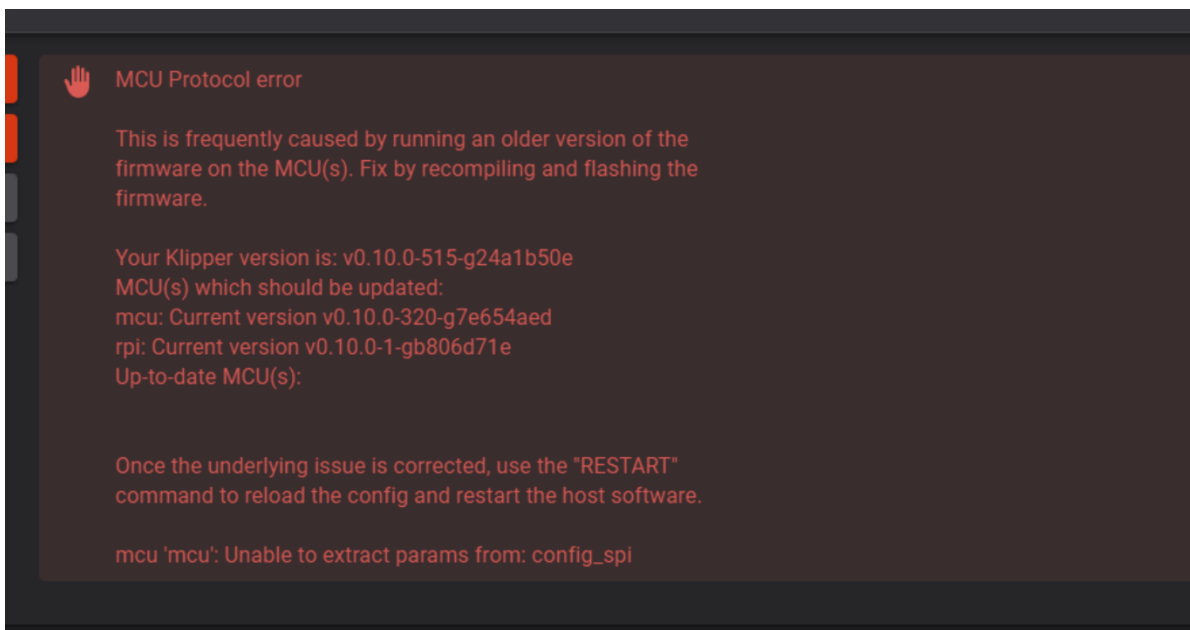 MCU Protocol error
This is frequently caused by running an older version of the
firmware on the MCU(s). Fix by recompiling and flashing the
firmware.
Your Klipper version is: v0.10.0-515-g24a1b50e
MCU(s) which should be updated:
mcu: Current version v0.10.0-320-g7e654aed
rpi: Current version v0.10.0-1-gb806d71e
Up-to-date MCU(s):
Once the underlying issue is corrected, use the "RESTART"
command to reload the config and restart the host software.
mcu 'mcu': Unable to extract params from: config_spi